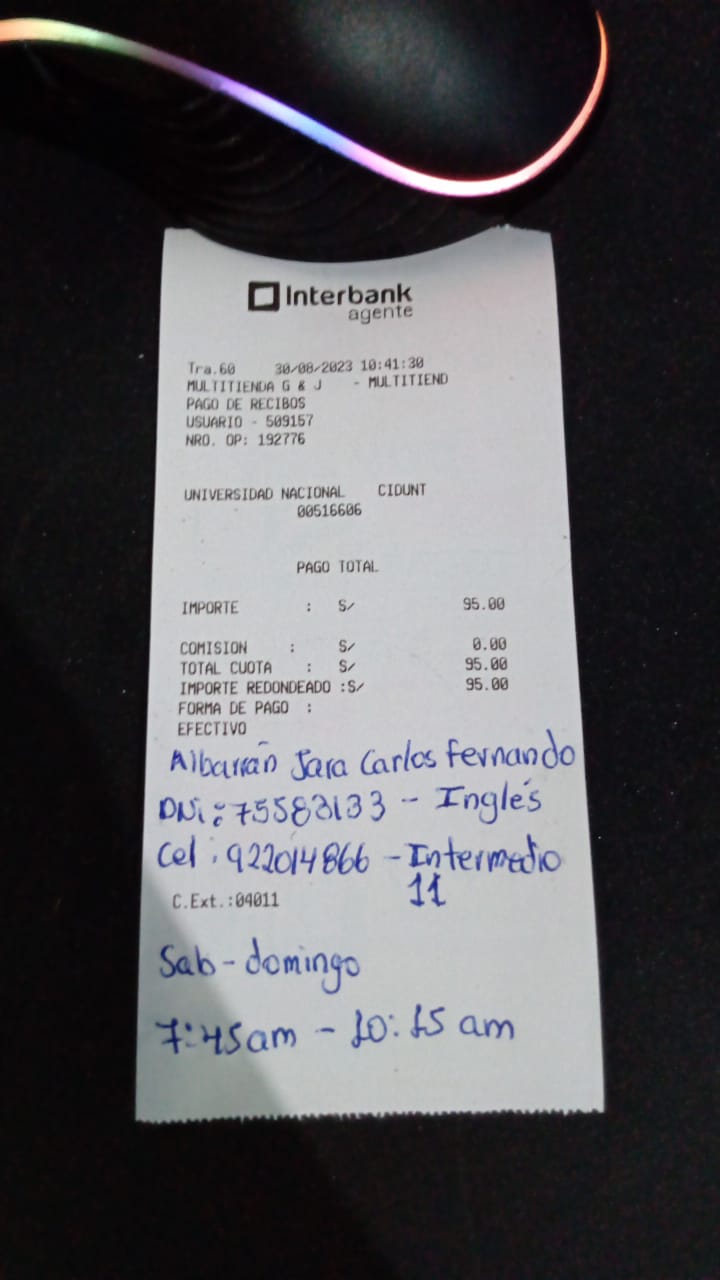 Interbank
agente
Tra.60 30/08/2023 10:41:30
MULTITIENDA G & J - MULTITIEND
PAGO DE RECIBOS
USUARIO - 509157
NRO. OP: 192776
UNIVERSIDAD NACIONAL CIDUNT
00516606
PAGO TOTAL
IMPORTE : S/ 95.00
COMISION : S/ 0.00
TOTAL CUOTA : S/ 95.00
IMPORTE REDONDEADO :S/ 95.00
FORMA DE PAGO :
EFECTIVO
Albarrán Jara Carlos Fernando
DNi: 75583133 - Inglés
Cel: 922014866 - Intermedio
11
C.Ext.:04011
Sab - domingo
7:45am - 10:15 am